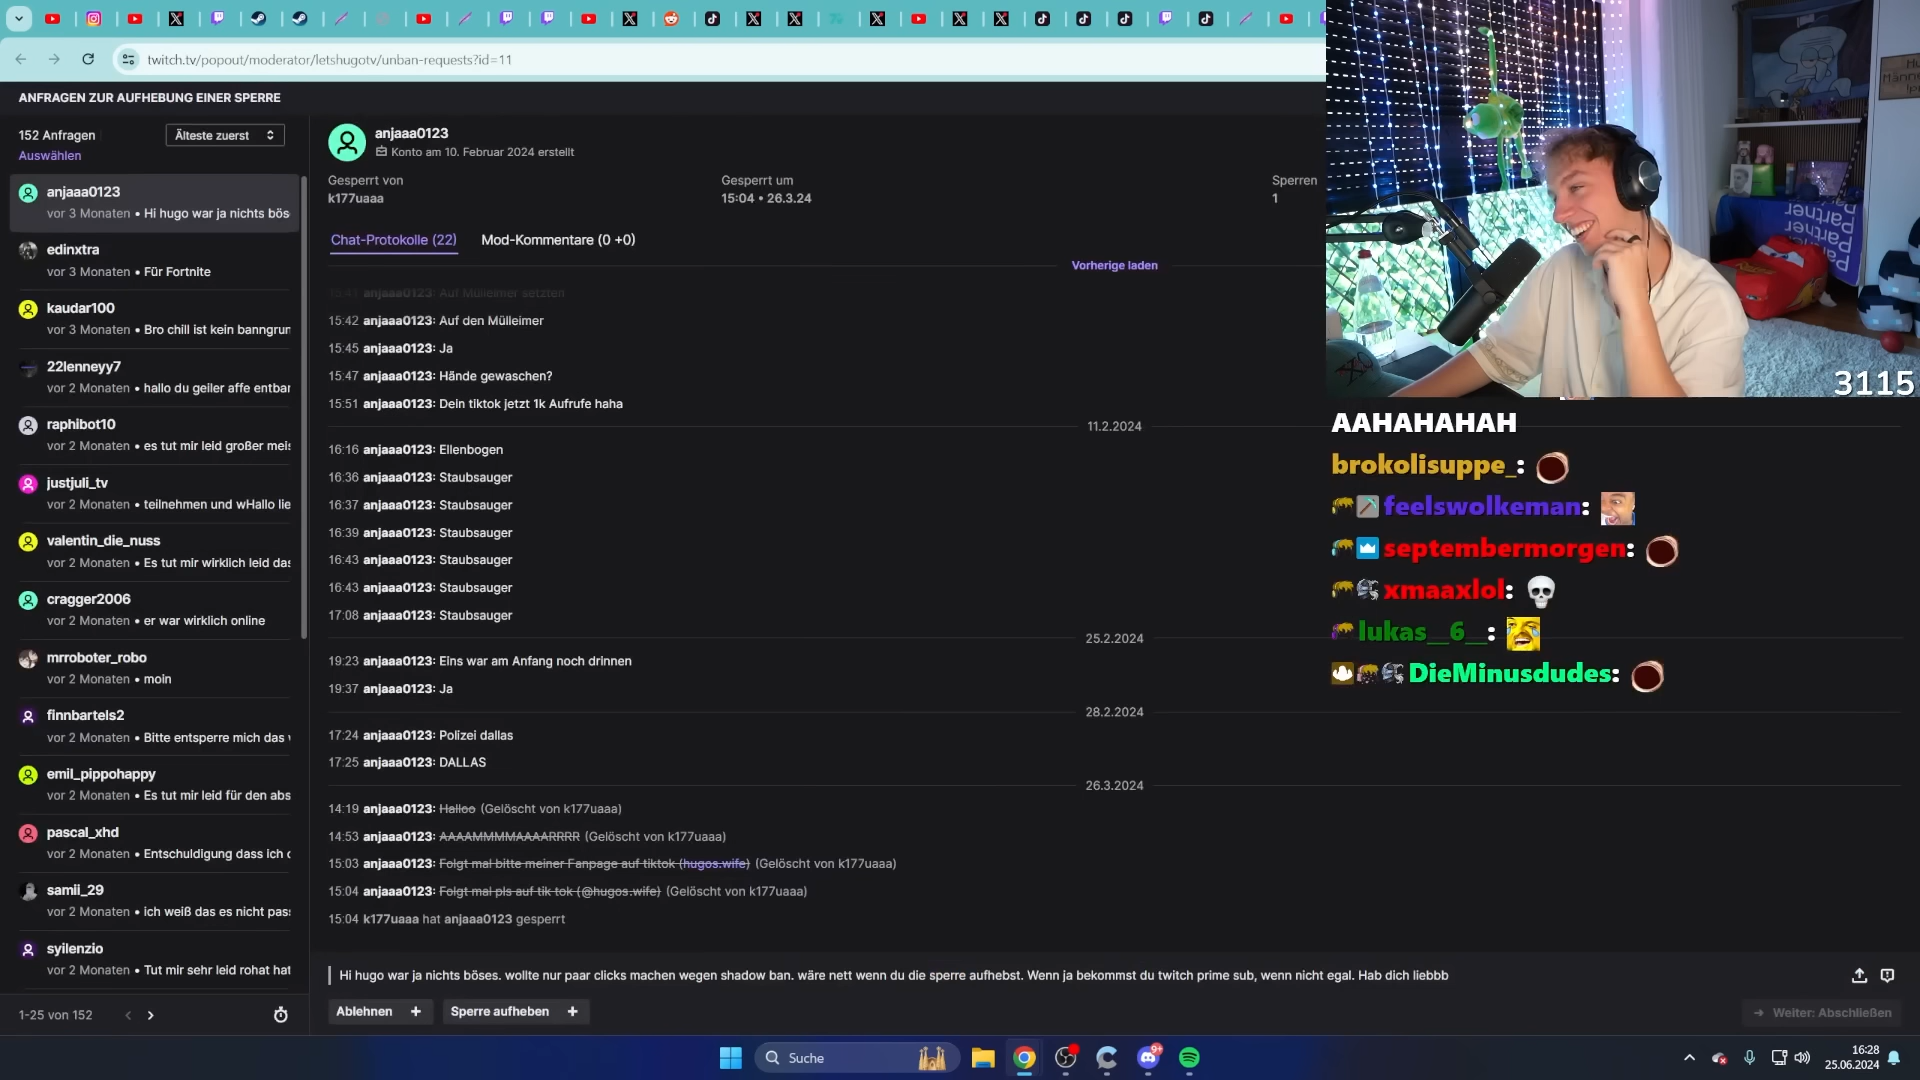 twitch.tv/popout/moderator/letshugotv/unban-requests?id=11
ANFRAGEN ZUR AUFHEBUNG EINER SPERRE
152 Anfragen
Älteste zuerst
Auswählen
anjaaa0123
vor 3 Monaten • Hi hugo war ja nichts bös
edinxtra
vor 3 Monaten • Für Fortnite
kaudar100
vor 3 Monaten • Bro chill ist kein banngrun
22lenneyy7
vor 2 Monaten • hallo du geiler affe entbar
raphibot10
vor 2 Monaten • es tut mir leid großer meis
justjuli_tv
vor 2 Monaten • teilnehmen und wHallo lie
valentin_die_nuss
vor 2 Monaten • Es tut mir wirklich leid das
cragger2006
vor 2 Monaten • er war wirklich online
mrroboter_robo
vor 2 Monaten • moin
finnbartels2
vor 2 Monaten • Bitte entsperre mich das
emil_pippohappy
vor 2 Monaten • Es tut mir leid für den abs
pascal_xhd
vor 2 Monaten • Entschuldigung dass ich
samii_29
vor 2 Monaten • ich weiß das es nicht pas
syilenzio
vor 2 Monaten • Tut mir sehr leid rohat hat
1-25 von 152
anjaaa0123
Konto am 10. Februar 2024 erstellt
Gesperrt von
k177uaaa
Gesperrt um
15:04 • 26.3.24
Sperren
1
Chat-Protokolle (22)
Mod-Kommentare (0 +0)
Vorherige laden
15:41 anjaaa0123: Auf Mülleimer setzten
15:42 anjaaa0123: Auf den Mülleimer
15:45 anjaaa0123: Ja
15:47 anjaaa0123: Hände gewaschen?
15:51 anjaaa0123: Dein tiktok jetzt 1k Aufrufe haha
11.2.2024
16:16 anjaaa0123: Ellenbogen
16:36 anjaaa0123: Staubsauger
16:37 anjaaa0123: Staubsauger
16:39 anjaaa0123: Staubsauger
16:43 anjaaa0123: Staubsauger
16:43 anjaaa0123: Staubsauger
17:08 anjaaa0123: Staubsauger
25.2.2024
19:23 anjaaa0123: Eins war am Anfang noch drinnen
19:37 anjaaa0123: Ja
28.2.2024
17:24 anjaaa0123: Polizei dallas
17:25 anjaaa0123: DALLAS
26.3.2024
14:19 anjaaa0123: Halloo (Gelöscht von k177uaaa)
14:53 anjaaa0123: AAAAMMMMAAAARRRR (Gelöscht von k177uaaa)
15:03 anjaaa0123: Folgt mal bitte meiner Fanpage auf tiktok (hugos.wife) (Gelöscht von k177uaaa)
15:04 anjaaa0123: Folgt mal pls auf tik tok (@hugos.wife) (Gelöscht von k177uaaa)
15:04 k177uaaa hat anjaaa0123 gesperrt
Hi hugo war ja nichts böses. wollte nur paar clicks machen wegen shadow ban. wäre nett wenn du die sperre aufhebst. Wenn ja bekommst du twitch prime sub, wenn nicht egal. Hab dich liebbb
Ablehnen +
Sperre aufheben +
Weiter: Abschließen
Partner
Partner
Partner
3115
AAHAHAHAH
brokolisuppe_:
feelswolkeman:
septembermorgen:
xmaaxlol:
lukas__6__:
DieMinusdudes:
Suche
9+
16:28
25.06.2024